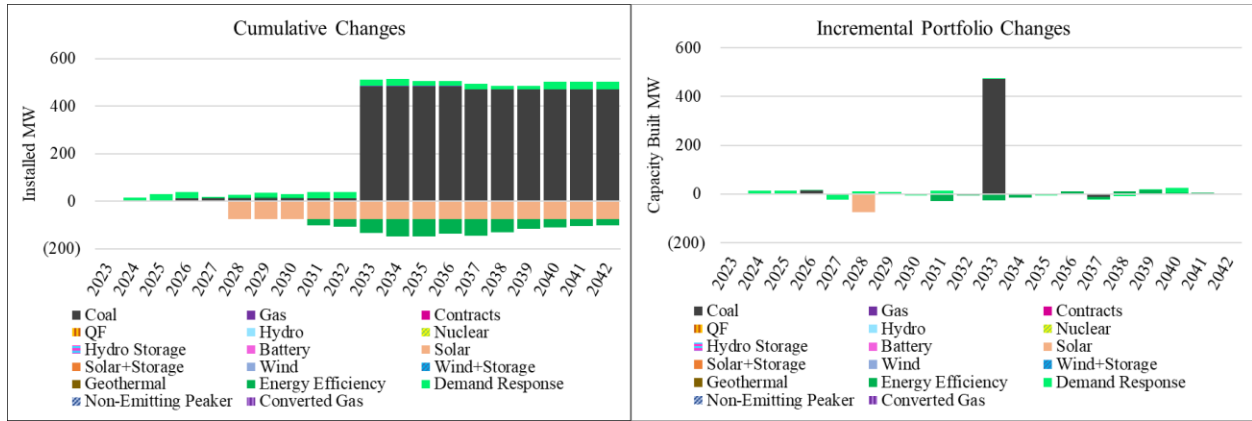 Cumulative Changes
Installed MW
600
400
200
0
(200)
2023 2024 2025 2026 2027 2028 2029 2030 2031 2032 2033 2034 2035 2036 2037 2038 2039 2040 2041 2042
Coal Gas Contracts
QF Hydro Nuclear
Hydro Storage Battery Solar
Solar+Storage Wind Wind+Storage
Geothermal Energy Efficiency Demand Response
Non-Emitting Peaker Converted Gas
Incremental Portfolio Changes
Capacity Built MW
600
400
200
0
(200)
2023 2024 2025 2026 2027 2028 2029 2030 2031 2032 2033 2034 2035 2036 2037 2038 2039 2040 2041 2042
Coal Gas Contracts
QF Hydro Nuclear
Hydro Storage Battery Solar
Solar+Storage Wind Wind+Storage
Geothermal Energy Efficiency Demand Response
Non-Emitting Peaker Converted Gas